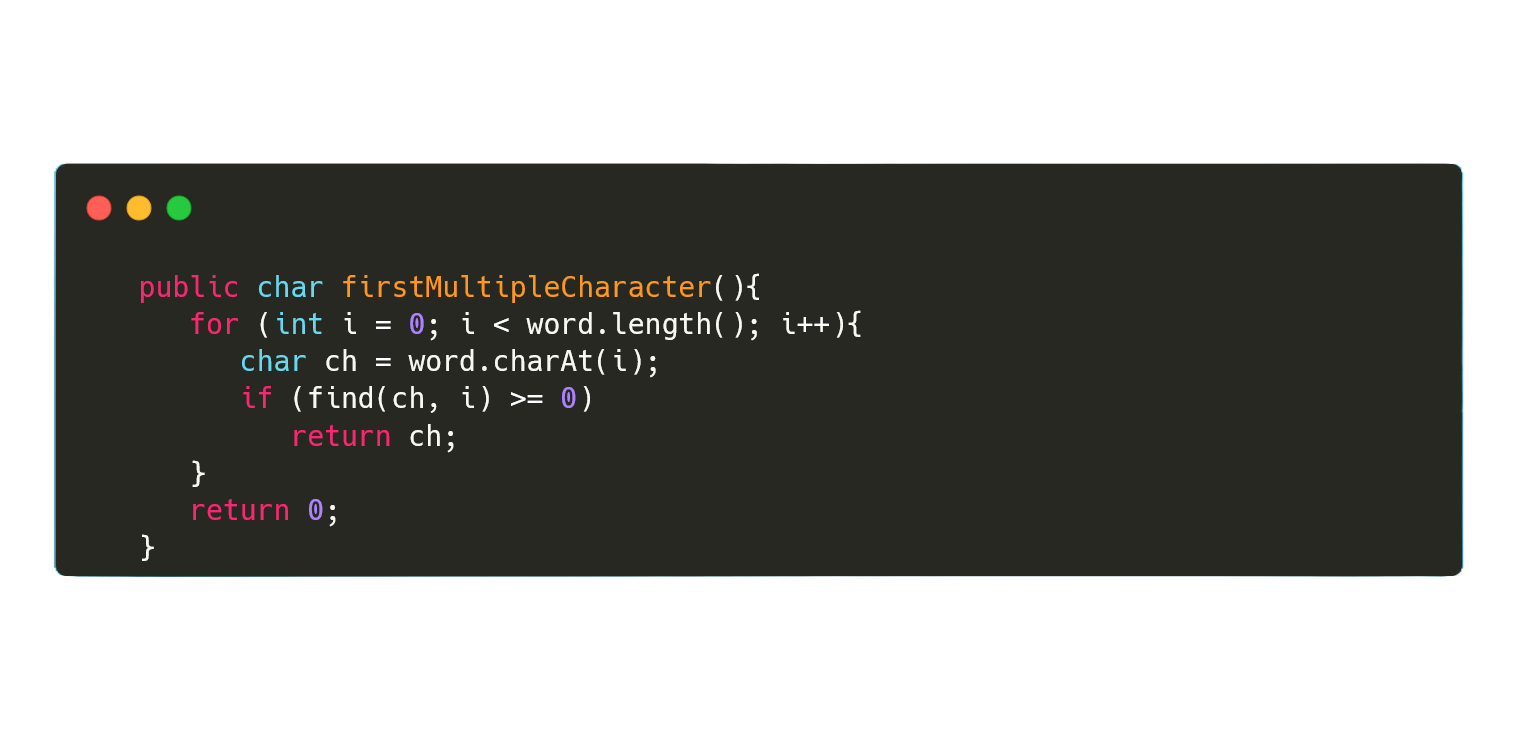 public char firstMultipleCharacter(){
   for (int i = 0; i < word.length(); i++){
      char ch = word.charAt(i);
      if (find(ch, i) >= 0)
         return ch;
   }
   return 0;
}